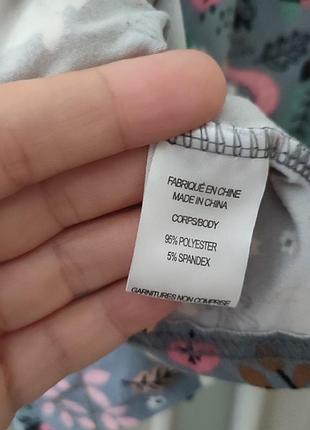 FABRIQUÉ EN CHINE
MADE IN CHINA
CORPS/BODY
95% POLYESTER
5% SPANDEX
GARNITURES NON COMPRISE